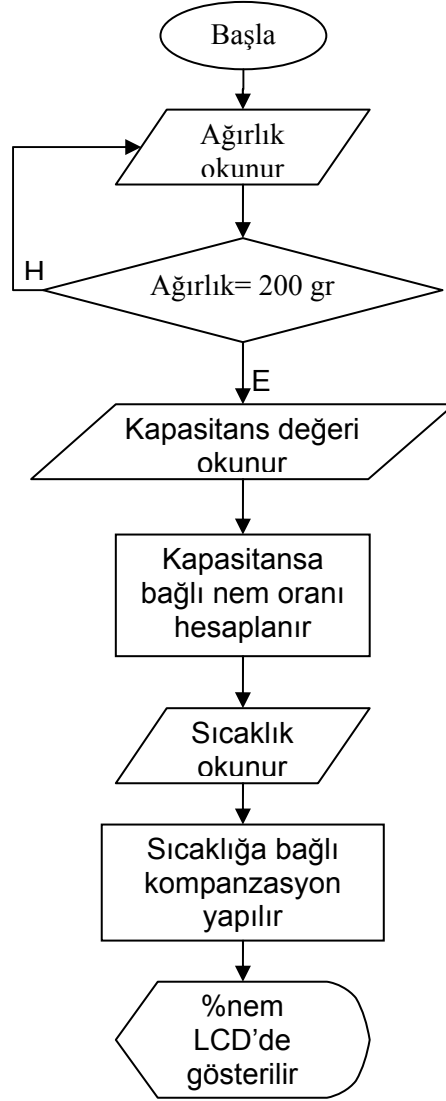 Başla
Ağırlık
okunur
H
Ağırlık= 200 gr
E
Kapasitans değeri
okunur
Kapasitansa
bağlı nem oranı
hesaplanır
Sıcaklık
okunur
Sıcaklığa bağlı
kompanzasyon
yapılır
%nem
LCD’de
gösterilir